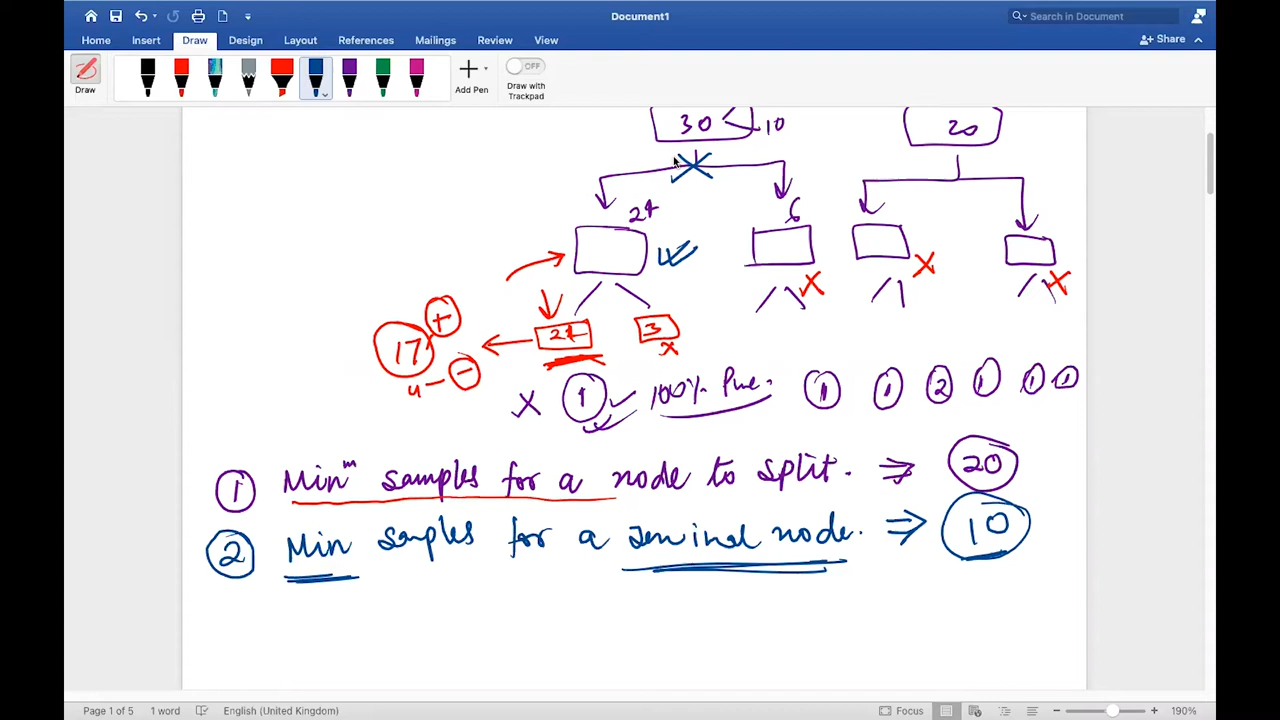 Document1
Search in Document
Home Insert Draw Design Layout References Mailings Review View
Share
Draw
Add Pen
OFF
Draw with
Trackpad
30 10 20
24 6
17 + 21 3
4 - −
1 100% Pure. 1 1 2 1 1 1
1 Minm samples for a node to split. ⇒ 20
2 Min samples for a terminal node. ⇒ 10
Page 1 of 5 1 word English (United Kingdom) Focus 190%